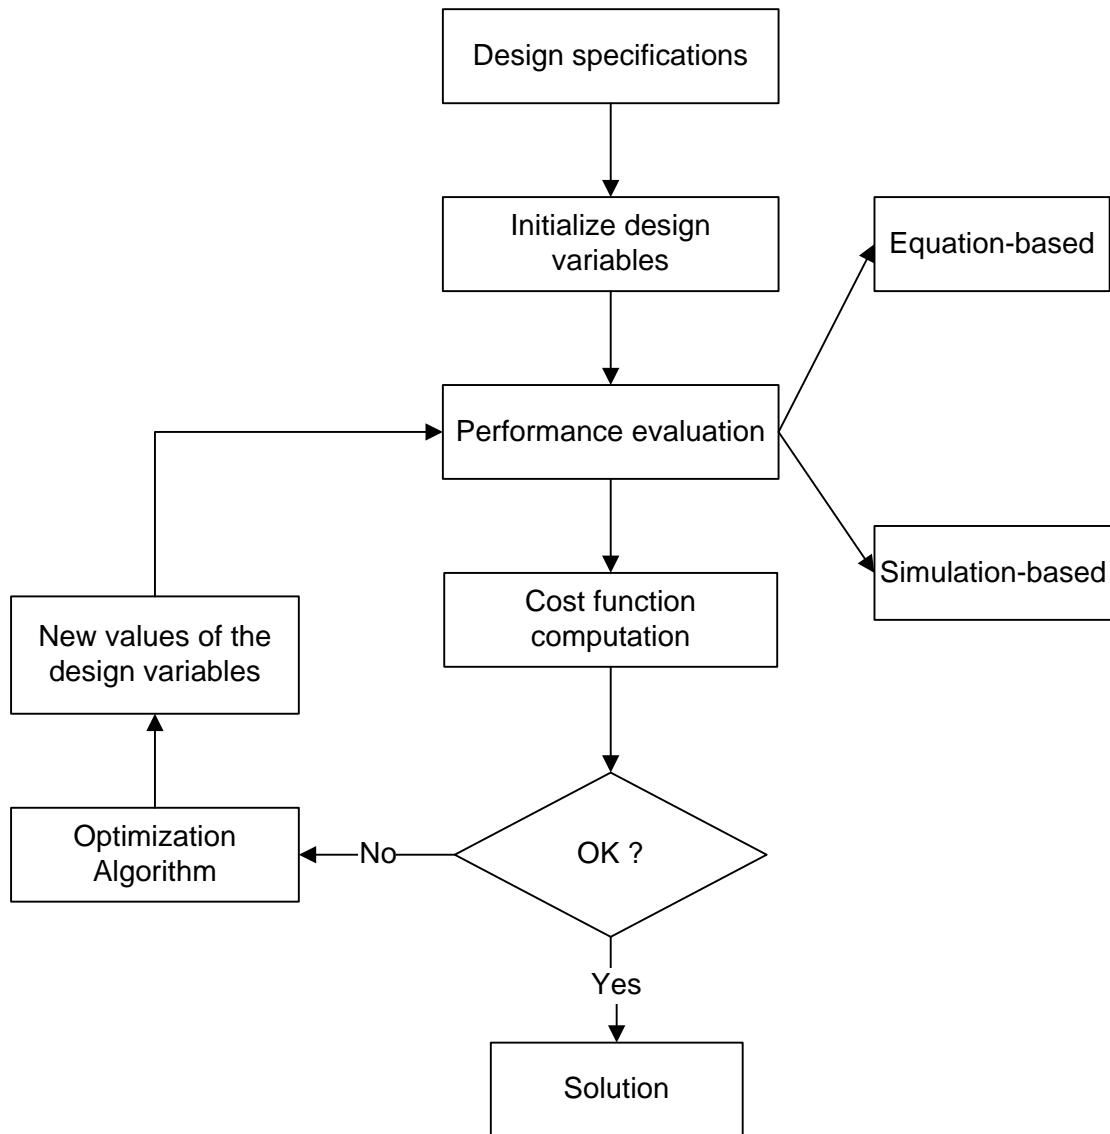 Design specifications
Initialize design
variables
Equation-based
Performance evaluation
Simulation-based
Cost function
computation
New values of the
design variables
Optimization
Algorithm
No
OK ?
Yes
Solution